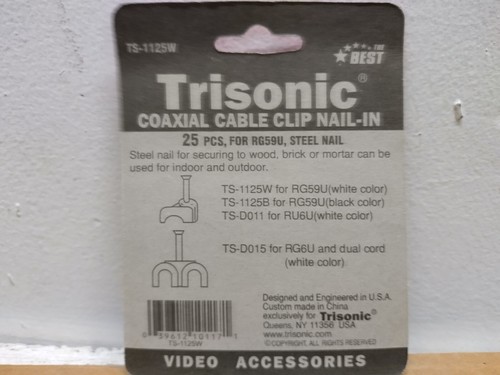 TS-1125W
THE
BEST
Trisonic®
COAXIAL CABLE CLIP NAIL-IN
25 PCS, FOR RG59U, STEEL NAIL
Steel nail for securing to wood, brick or mortar can be
used for indoor and outdoor.
TS-1125W for RG59U(white color)
TS-1125B for RG59U(black color)
TS-D011 for RU6U(white color)
TS-D015 for RG6U and dual cord
(white color)
Designed and Engineered in U.S.A.
Custom made in China
exclusively for Trisonic®
Queens, NY 11356 USA
www.trisonic.com
© COPYRIGHT. ALL RIGHTS RESERVED.
0 39612 10117 1
TS-1125W
VIDEO ACCESSORIES